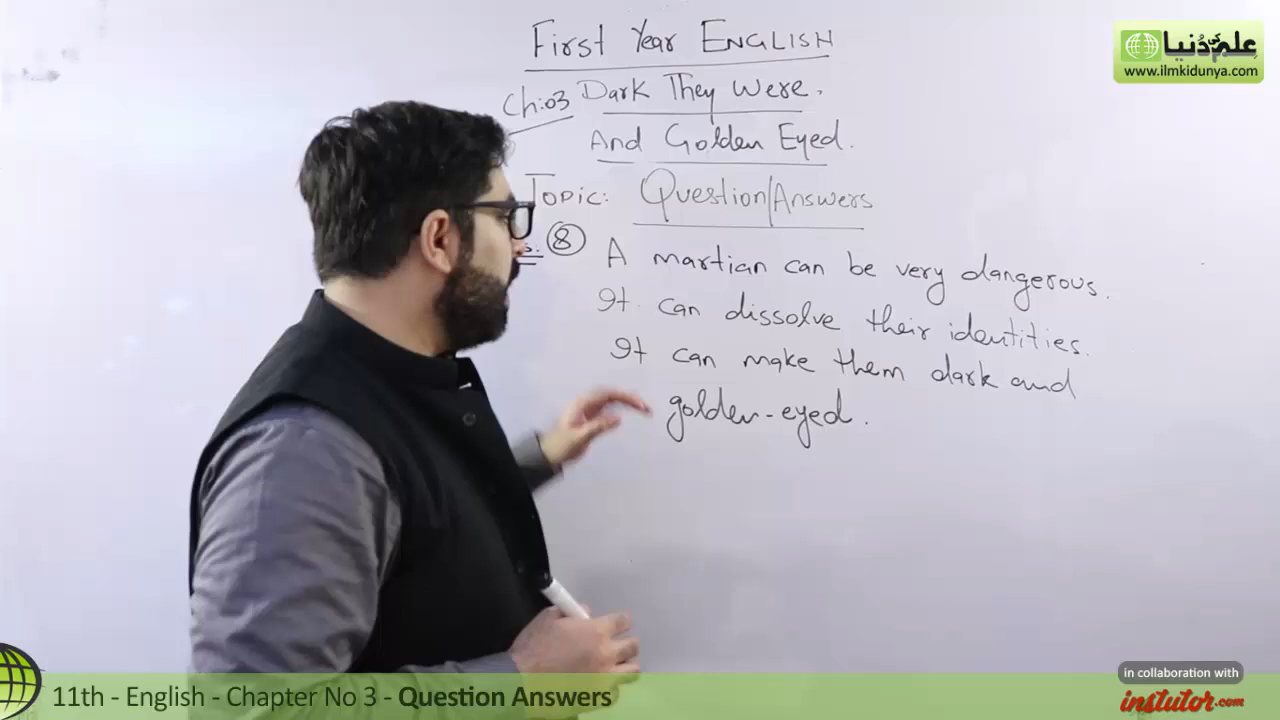 First Year ENGLISH
Ch:03 Dark They Were,
And Golden Eyed.
TOPIC: Question/Answers
8 A martian can be very dangerous.
It can dissolve their identities.
It can make them dark and
golden-eyed.
علم کی دنیا
www.ilmkidunya.com
11th - English - Chapter No 3 - Question Answers
in collaboration with
instutor.com